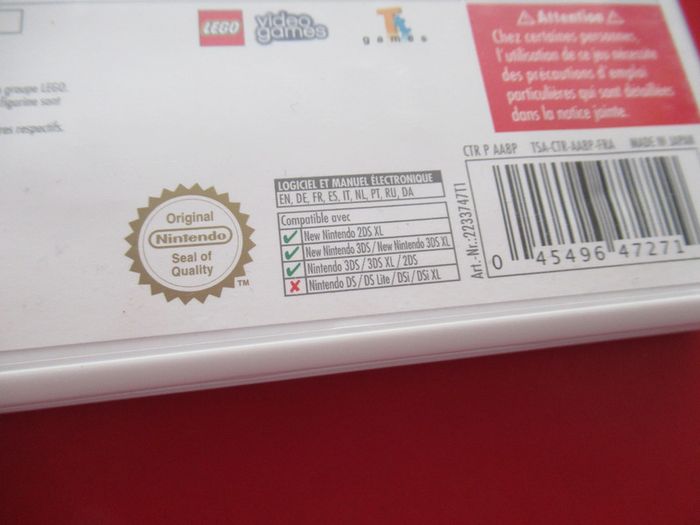 LEGO
video games
TT games
Attention
Chez certaines personnes,
l'utilisation de ce jeu nécessite
des précautions d'emploi
particulières qui sont détaillées
dans la notice jointe.
groupe LEGO.
figurine sont
respectifs.
CTR P AABP TSA-CTR-AABP-FRA MADE IN JAPAN
LOGICIEL ET MANUEL ÉLECTRONIQUE
EN, DE, FR, ES, IT, NL, PT, RU, DA
Compatible avec
New Nintendo 2DS XL
New Nintendo 3DS / New Nintendo 3DS XL
Nintendo 3DS / 3DS XL / 2DS
Nintendo DS / DS Lite / DSi / DSi XL
Original
Nintendo
Seal of
Quality
TM
Art.-Nr.: 2233747T1
0 45496 47271